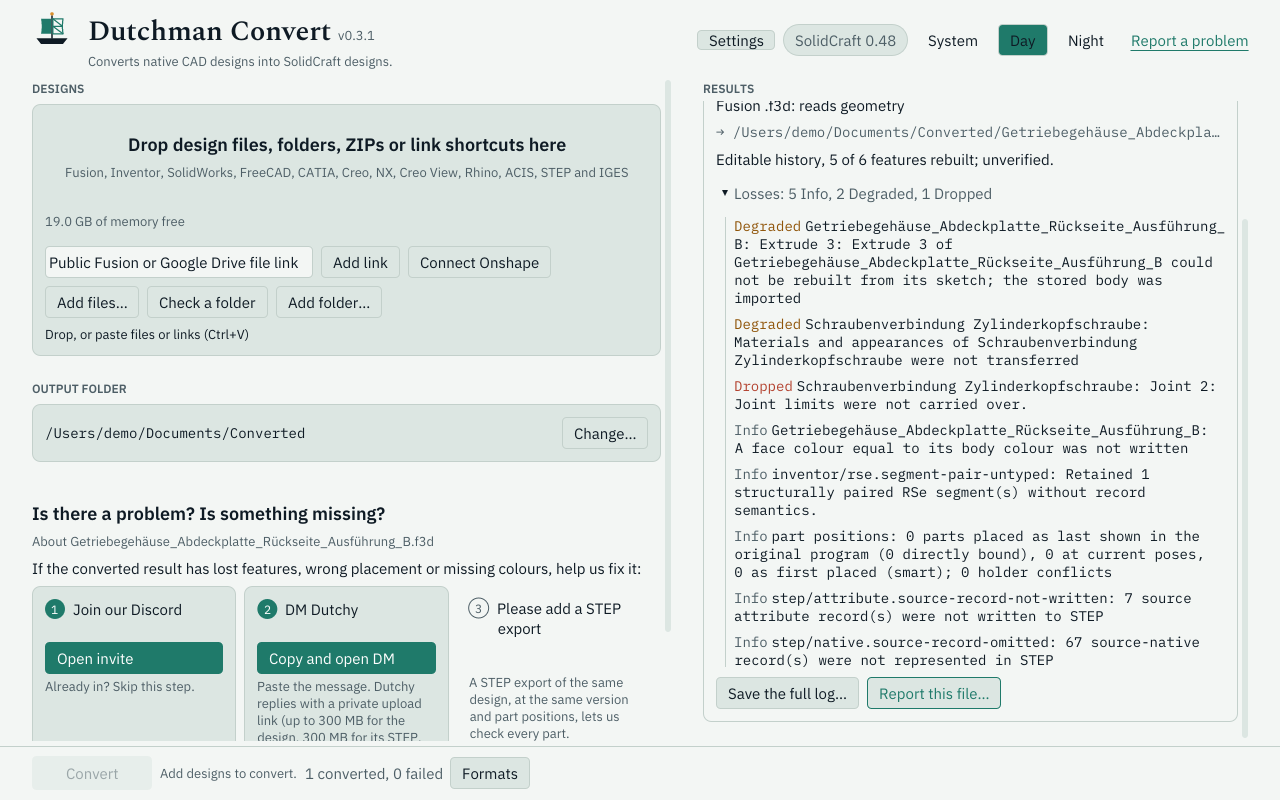 Dutchman Convert v0.3.1
Converts native CAD designs into SolidCraft designs.
Settings
SolidCraft 0.48
System
Day
Night
Report a problem
DESIGNS
Drop design files, folders, ZIPs or link shortcuts here
Fusion, Inventor, SolidWorks, FreeCAD, CATIA, Creo, NX, Creo View, Rhino, ACIS, STEP and IGES
19.0 GB of memory free
Public Fusion or Google Drive file link
Add link
Connect Onshape
Add files...
Check a folder
Add folder...
Drop, or paste files or links (Ctrl+V)
OUTPUT FOLDER
/Users/demo/Documents/Converted
Change...
Is there a problem? Is something missing?
About Getriebegehäuse_Abdeckplatte_Rückseite_Ausführung_B.f3d
If the converted result has lost features, wrong placement or missing colours, help us fix it:
1 Join our Discord
Open invite
Already in? Skip this step.
2 DM Dutchy
Copy and open DM
Paste the message. Dutchy
replies with a private upload
link (up to 300 MB for the
design, 300 MB for its STEP.
3 Please add a STEP
export
A STEP export of the same
design, at the same version
and part positions, lets us
check every part.
RESULTS
Fusion .f3d: reads geometry
→ /Users/demo/Documents/Converted/Getriebegehäuse_Abdeckpla…
Editable history, 5 of 6 features rebuilt; unverified.
▼ Losses: 5 Info, 2 Degraded, 1 Dropped
Degraded Getriebegehäuse_Abdeckplatte_Rückseite_Ausführung_
B: Extrude 3: Extrude 3 of
Getriebegehäuse_Abdeckplatte_Rückseite_Ausführung_B could
not be rebuilt from its sketch; the stored body was
imported
Degraded Schraubenverbindung Zylinderkopfschraube:
Materials and appearances of Schraubenverbindung
Zylinderkopfschraube were not transferred
Dropped Schraubenverbindung Zylinderkopfschraube: Joint 2:
Joint limits were not carried over.
Info Getriebegehäuse_Abdeckplatte_Rückseite_Ausführung_B:
A face colour equal to its body colour was not written
Info inventor/rse.segment-pair-untyped: Retained 1
structurally paired RSe segment(s) without record
semantics.
Info part positions: 0 parts placed as last shown in the
original program (0 directly bound), 0 at current poses,
0 as first placed (smart); 0 holder conflicts
Info step/attribute.source-record-not-written: 7 source
attribute record(s) were not written to STEP
Info step/native.source-record-omitted: 67 source-native
record(s) were not represented in STEP
Save the full log...
Report this file...
Convert
Add designs to convert.
1 converted, 0 failed
Formats